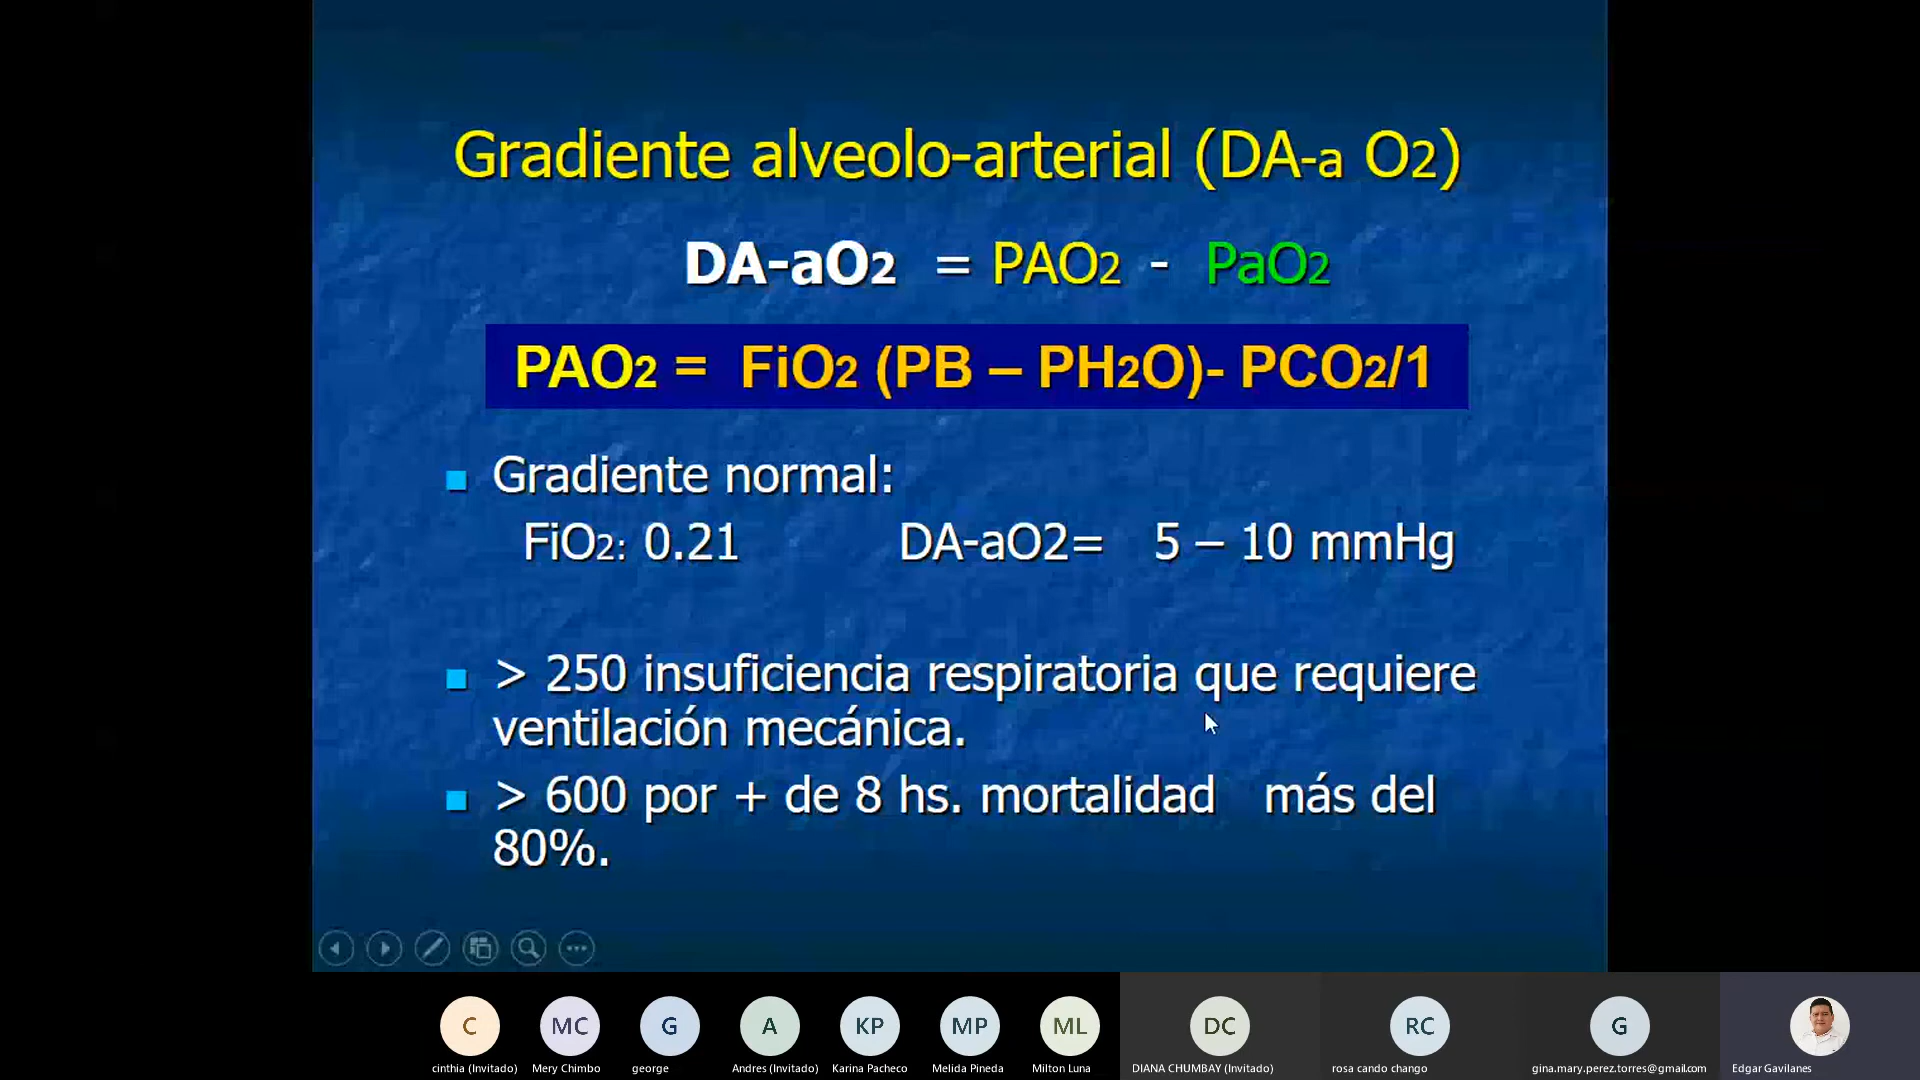 Gradiente alveolo-arterial (DA-a O2)
DA-aO2 = PAO2 - PaO2
PAO2 = FiO2 (PB – PH2O)- PCO2/1
Gradiente normal:
FiO2: 0.21 DA-aO2= 5 – 10 mmHg
> 250 insuficiencia respiratoria que requiere
ventilación mecánica.
> 600 por + de 8 hs. mortalidad más del
80%.
C MC G A KP MP ML DC RC G
cinthia (Invitado) Mery Chimbo george Andres (Invitado) Karina Pacheco Melida Pineda Milton Luna DIANA CHUMBAY (Invitado) rosa cando chango gina.mary.perez.torres@gmail.com Edgar Gavilanes